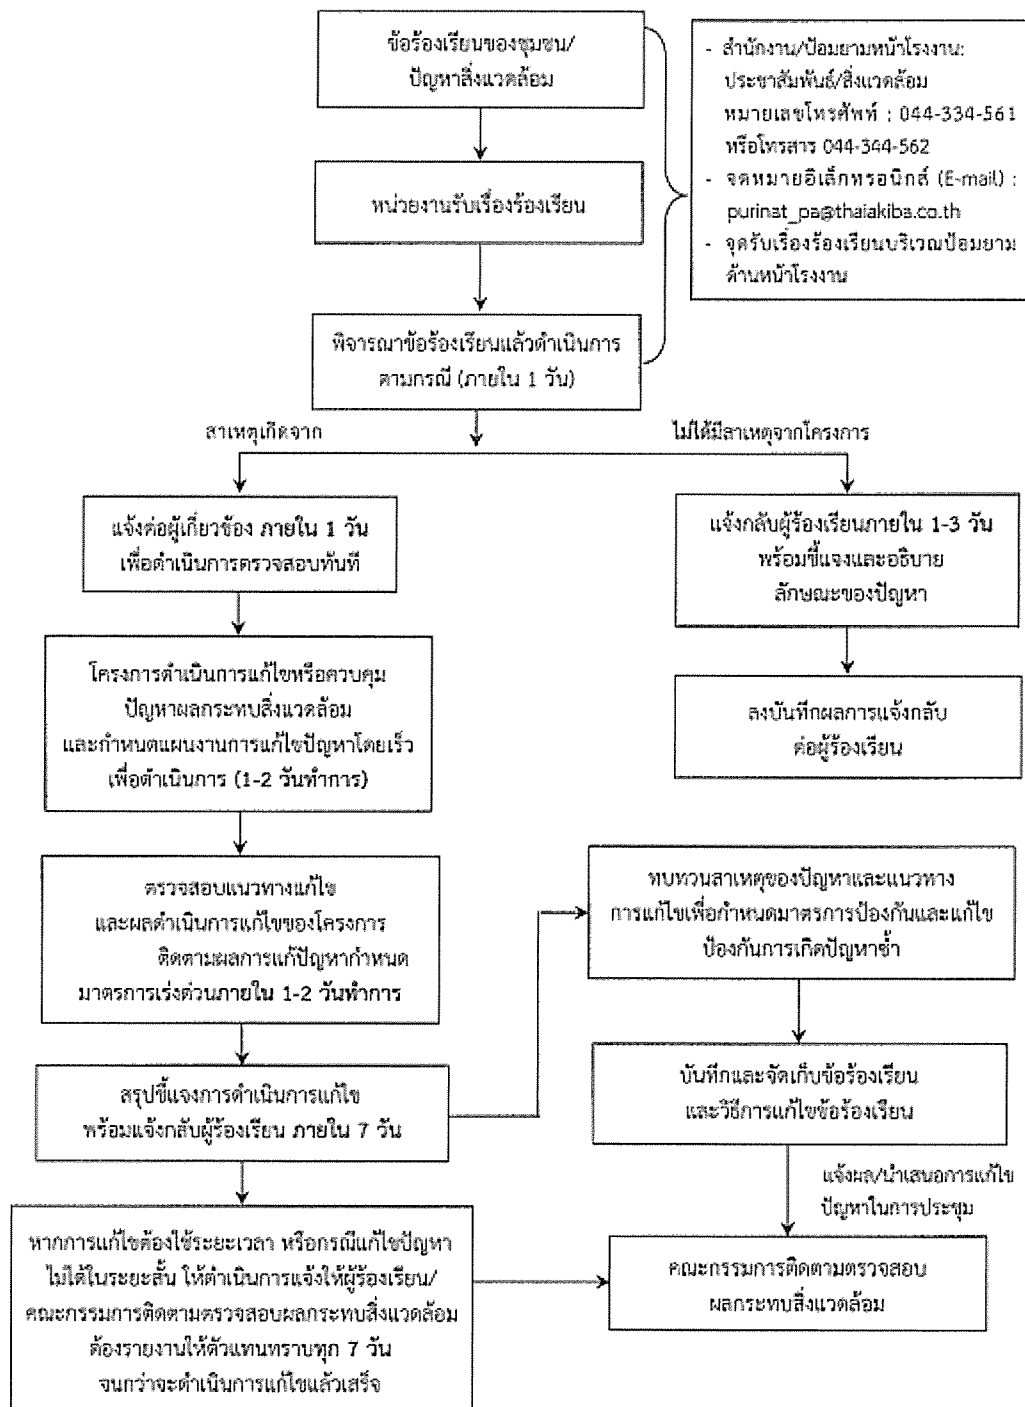 ข้อร้องเรียนของชุมชน/
ปัญหาสิ่งแวดล้อม
- สำนักงาน/ป้อมยามหน้าโรงงาน:
ประชาสัมพันธ์/สิ่งแวดล้อม
หมายเลขโทรศัพท์ : 044-334-561
หรือโทรสาร 044-344-562
- จดหมายอิเล็กทรอนิกส์ (E-mail) :
purinat_pa@thaiakiba.co.th
- จุดรับเรื่องร้องเรียนบริเวณป้อมยาม
ด้านหน้าโรงงาน
หน่วยงานรับเรื่องร้องเรียน
พิจารณาข้อร้องเรียนแล้วดำเนินการ
ตามกรณี (ภายใน 1 วัน)
สาเหตุเกิดจาก
ไม่ได้มีสาเหตุจากโครงการ
แจ้งต่อผู้เกี่ยวข้อง ภายใน 1 วัน
เพื่อดำเนินการตรวจสอบทันที
แจ้งกลับผู้ร้องเรียนภายใน 1-3 วัน
พร้อมชี้แจงและอธิบาย
ลักษณะของปัญหา
โครงการดำเนินการแก้ไขหรือควบคุม
ปัญหาผลกระทบสิ่งแวดล้อม
และกำหนดแผนงานการแก้ไขปัญหาโดยเร็ว
เพื่อดำเนินการ (1-2 วันทำการ)
ลงบันทึกผลการแจ้งกลับ
ต่อผู้ร้องเรียน
ตรวจสอบแนวทางแก้ไข
และผลดำเนินการแก้ไขของโครงการ
ติดตามผลการแก้ปัญหากำหนด
มาตรการเร่งด่วนภายใน 1-2 วันทำการ
ทบทวนสาเหตุของปัญหาและแนวทาง
การแก้ไขเพื่อกำหนดมาตรการป้องกันและแก้ไข
ป้องกันการเกิดปัญหาซ้ำ
สรุปชี้แจงการดำเนินการแก้ไข
พร้อมแจ้งกลับผู้ร้องเรียน ภายใน 7 วัน
บันทึกและจัดเก็บข้อร้องเรียน
และวิธีการแก้ไขข้อร้องเรียน
แจ้งผล/นำเสนอการแก้ไข
ปัญหาในการประชุม
หากการแก้ไขต้องใช้ระยะเวลา หรือกรณีแก้ไขปัญหา
ไม่ได้ในระยะสั้น ให้ดำเนินการแจ้งให้ผู้ร้องเรียน/
คณะกรรมการติดตามตรวจสอบผลกระทบสิ่งแวดล้อม
ต้องรายงานให้ตัวแทนทราบทุก 7 วัน
จนกว่าจะดำเนินการแก้ไขแล้วเสร็จ
คณะกรรมการติดตามตรวจสอบ
ผลกระทบสิ่งแวดล้อม